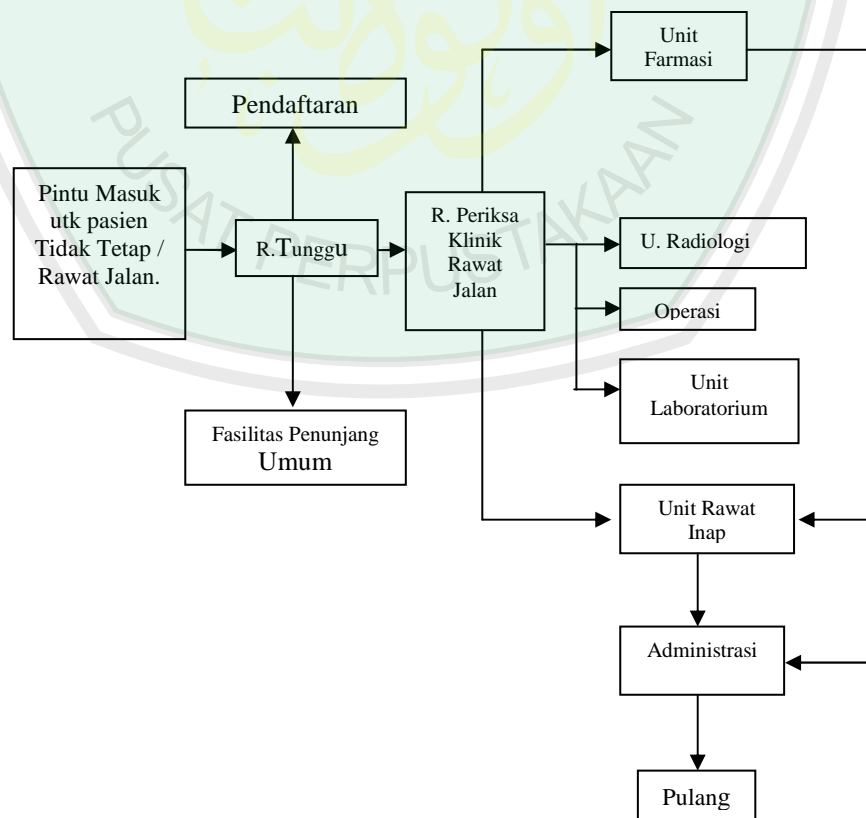 Unit
Farmasi
Pendaftaran
Pintu Masuk
utk pasien
Tidak Tetap /
Rawat Jalan.
R.Tunggu
R. Periksa
Klinik
Rawat
Jalan
U. Radiologi
Operasi
Unit
Laboratorium
Fasilitas Penunjang
Umum
Unit Rawat
Inap
Administrasi
Pulang
PUSAT PERPUSTAKAAN